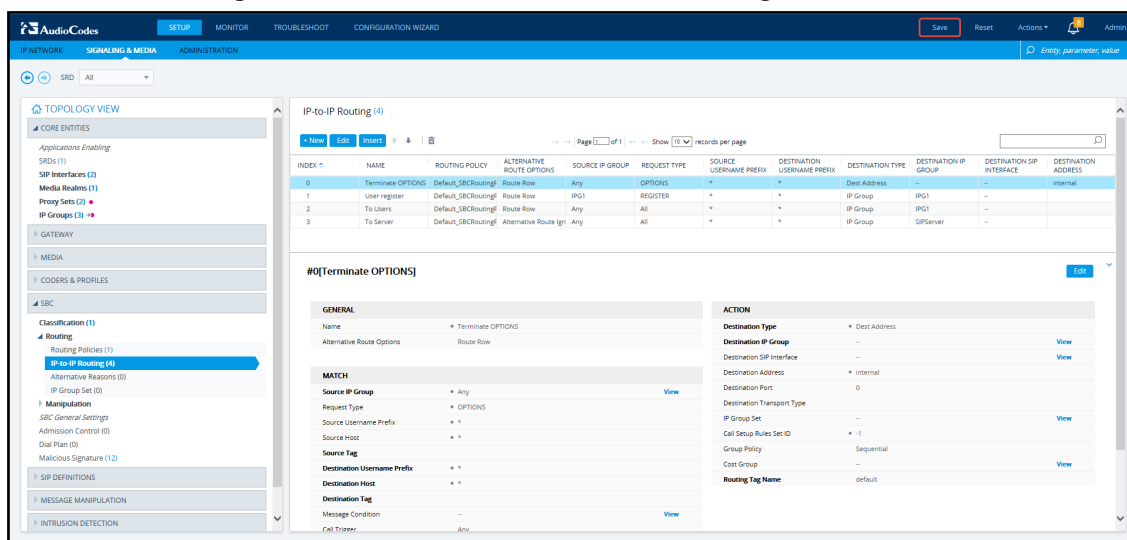 AudioCodes SETUP MONITOR TROUBLESHOOT CONFIGURATION WIZARD Save Reset Actions 8 Admin
IP NETWORK SIGNALING & MEDIA ADMINISTRATION Entity, parameter, value
SRD All
TOPOLOGY VIEW
CORE ENTITIES
Applications Enabling
SRDs (1)
SIP Interfaces (2)
Media Realms (1)
Proxy Sets (2)
IP Groups (3)
GATEWAY
MEDIA
CODERS & PROFILES
SBC
Classification (1)
Routing
Routing Policies (1)
IP-to-IP Routing (4)
Alternative Reasons (0)
IP Group Set (0)
Manipulation
SBC General Settings
Admission Control (0)
Dial Plan (0)
Malicious Signature (12)
SIP DEFINITIONS
MESSAGE MANIPULATION
INTRUSION DETECTION
IP-to-IP Routing (4)
+ New Edit Insert Page 1 of 1 Show 10 records per page
INDEX NAME ROUTING POLICY ALTERNATIVE ROUTE OPTIONS SOURCE IP GROUP REQUEST TYPE SOURCE USERNAME PREFIX DESTINATION USERNAME PREFIX DESTINATION TYPE DESTINATION IP GROUP DESTINATION SIP INTERFACE DESTINATION ADDRESS
0 Terminate OPTIONS Default_SBCRoutingP Route Row Any OPTIONS * * Dest Address -- -- internal
1 User register Default_SBCRoutingP Route Row IPG1 REGISTER * * IP Group IPG1 --
2 To Users Default_SBCRoutingP Route Row Any All * * IP Group IPG1 --
3 To Server Default_SBCRoutingP Alternative Route Ign Any All * * IP Group SIPServer --
#0[Terminate OPTIONS] Edit
GENERAL
Name • Terminate OPTIONS
Alternative Route Options Route Row
MATCH
Source IP Group • Any View
Request Type • OPTIONS
Source Username Prefix • *
Source Host • *
Source Tag
Destination Username Prefix • *
Destination Host • *
Destination Tag
Message Condition -- View
Call Trigger Any
ACTION
Destination Type • Dest Address
Destination IP Group -- View
Destination SIP Interface -- View
Destination Address • internal
Destination Port 0
Destination Transport Type
IP Group Set -- View
Call Setup Rules Set ID • -1
Group Policy Sequential
Cost Group -- View
Routing Tag Name default